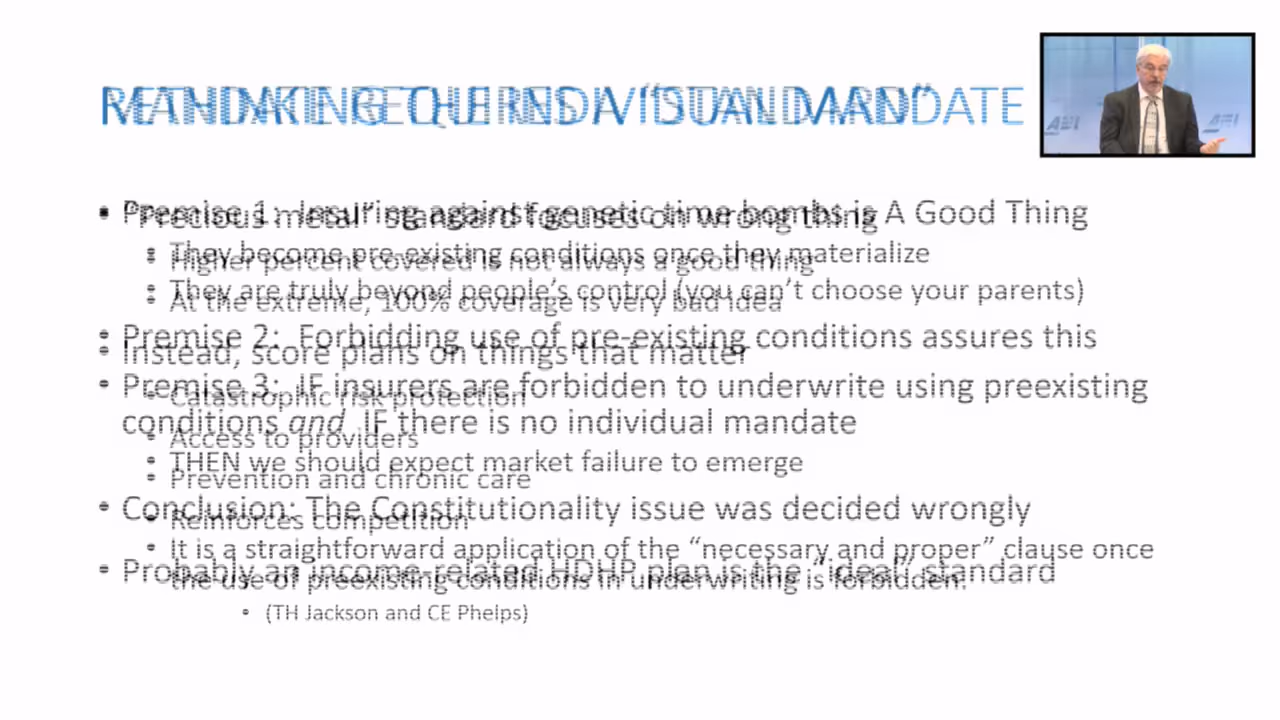 RETHINKING THE INDIVIDUAL MANDATE
MANDATE REQUIRES A “STANDARD”
• Premise 1: Insuring against genetic time bombs is A Good Thing
• “Precious metal” standard focuses on wrong thing
• They become pre-existing conditions once they materialize
• Higher percent covered is not always a good thing
• They are truly beyond people’s control (you can’t choose your parents)
• At the extreme, 100% coverage is very bad idea
• Premise 2: Forbidding use of pre-existing conditions assures this
• Instead, score plans on things that matter
• Premise 3: IF insurers are forbidden to underwrite using preexisting
• Catastrophic risk protection
conditions and IF there is no individual mandate
• Access to providers
• THEN we should expect market failure to emerge
• Prevention and chronic care
• Conclusion: The Constitutionality issue was decided wrongly
• Reinforces competition
• It is a straightforward application of the “necessary and proper” clause once
• Probably an income-related HDHP plan is the “ideal” standard
the use of preexisting conditions in underwriting is forbidden.
• (TH Jackson and CE Phelps)
AEI
AEI